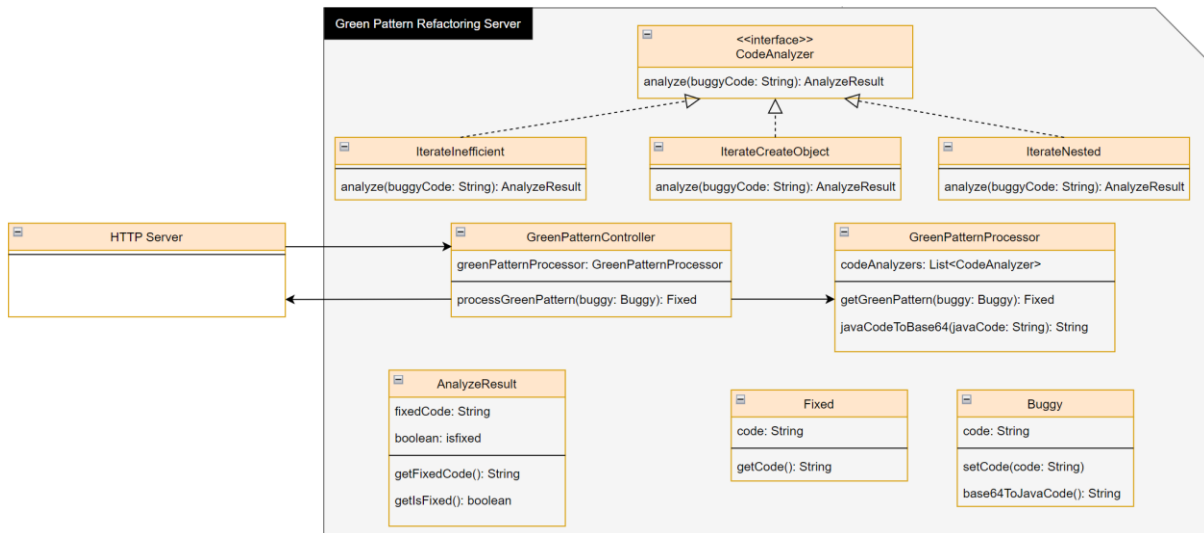 Green Pattern Refactoring Server
<<interface>>
CodeAnalyzer
analyze(buggyCode: String): AnalyzeResult
IterateInefficient
analyze(buggyCode: String): AnalyzeResult
IterateCreateObject
analyze(buggyCode: String): AnalyzeResult
IterateNested
analyze(buggyCode: String): AnalyzeResult
HTTP Server
GreenPatternController
greenPatternProcessor: GreenPatternProcessor
processGreenPattern(buggy: Buggy): Fixed
GreenPatternProcessor
codeAnalyzers: List<CodeAnalyzer>
getGreenPattern(buggy: Buggy): Fixed
javaCodeToBase64(javaCode: String): String
AnalyzeResult
fixedCode: String
boolean: isfixed
getFixedCode(): String
getIsFixed(): boolean
Fixed
code: String
getCode(): String
Buggy
code: String
setCode(code: String)
base64ToJavaCode(): String